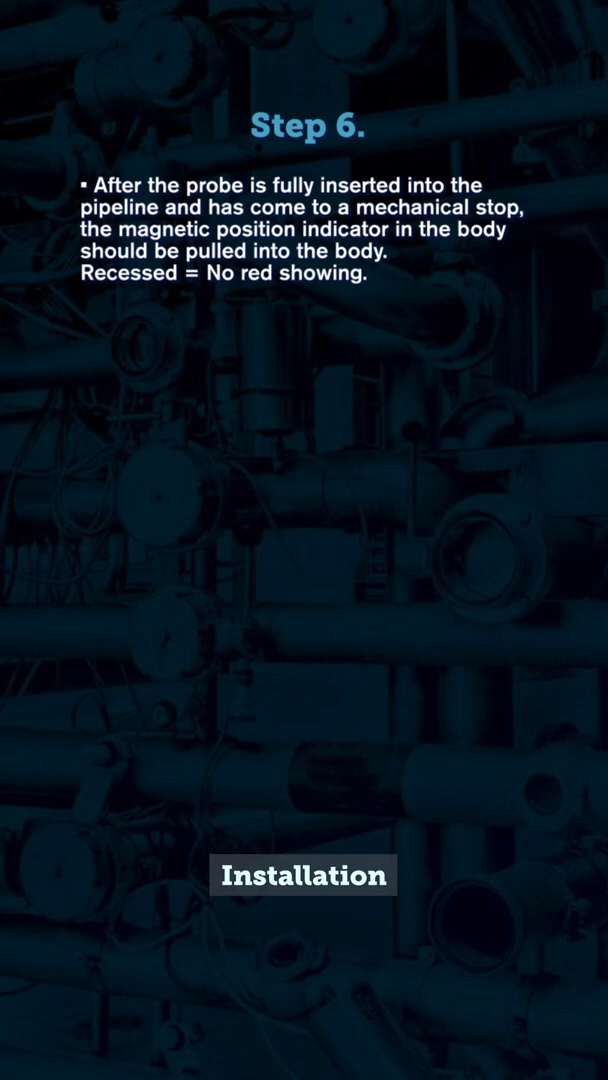 Step 6.
▪ After the probe is fully inserted into the
pipeline and has come to a mechanical stop,
the magnetic position indicator in the body
should be pulled into the body.
Recessed = No red showing.
Installation